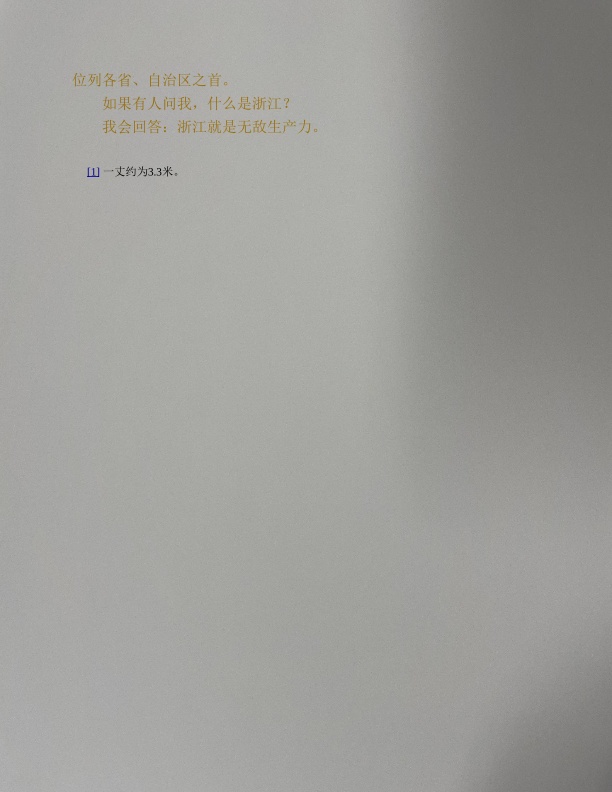 位列各省、自治区之首。
如果有人问我，什么是浙江？
我会回答：浙江就是无敌生产力。
[1] 一丈约为3.3米。